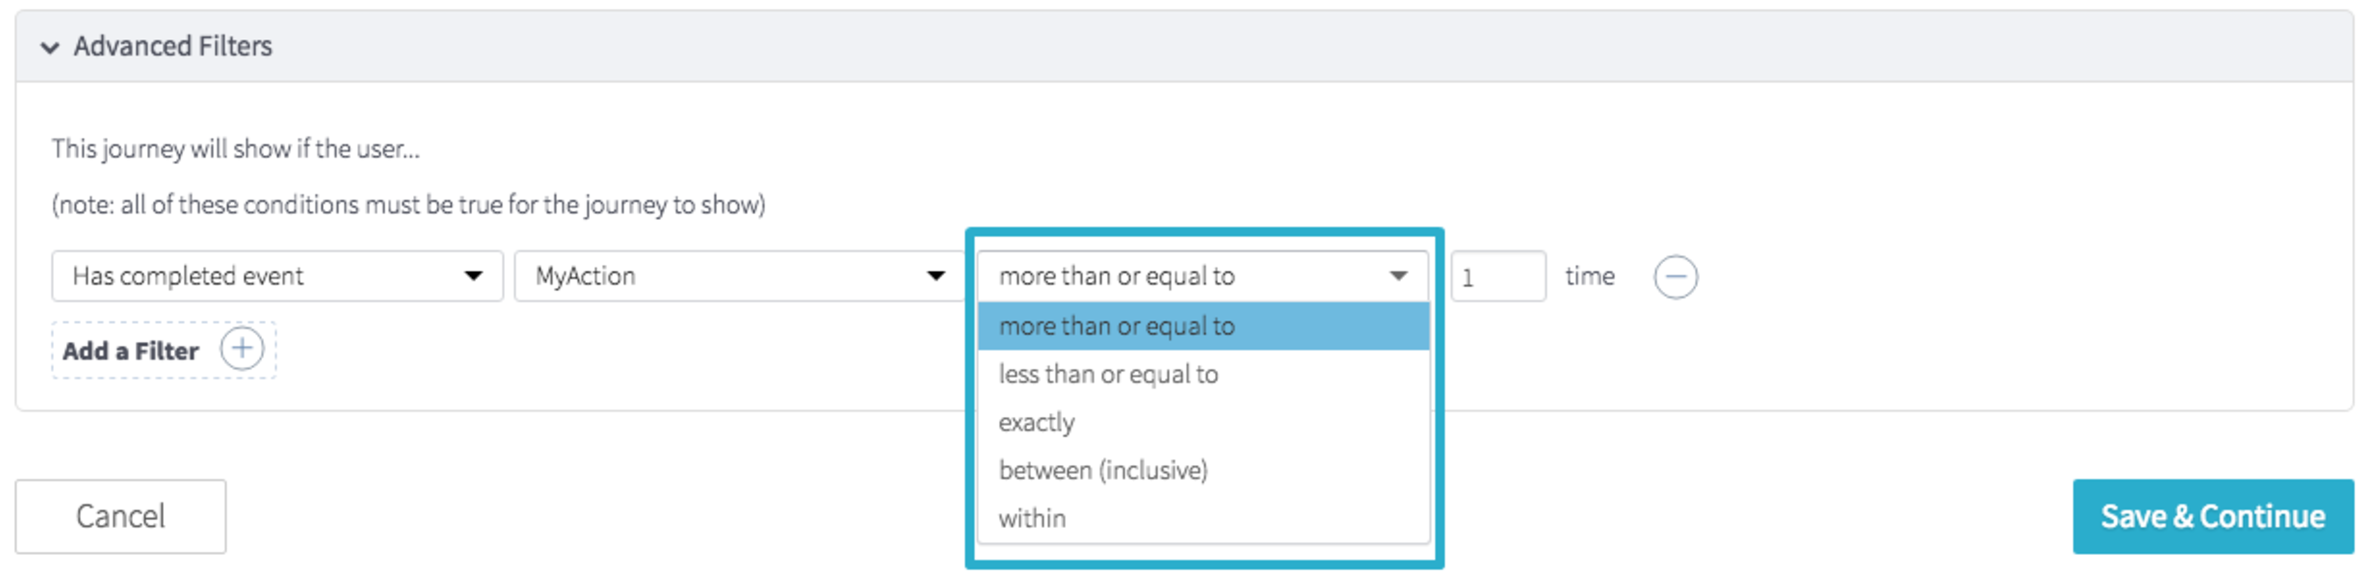 Advanced Filters
This journey will show if the user...
(note: all of these conditions must be true for the journey to show)
Has completed event MyAction more than or equal to 1 time
more than or equal to
Add a Filter
less than or equal to
exactly
between (inclusive)
within
Cancel
Save & Continue